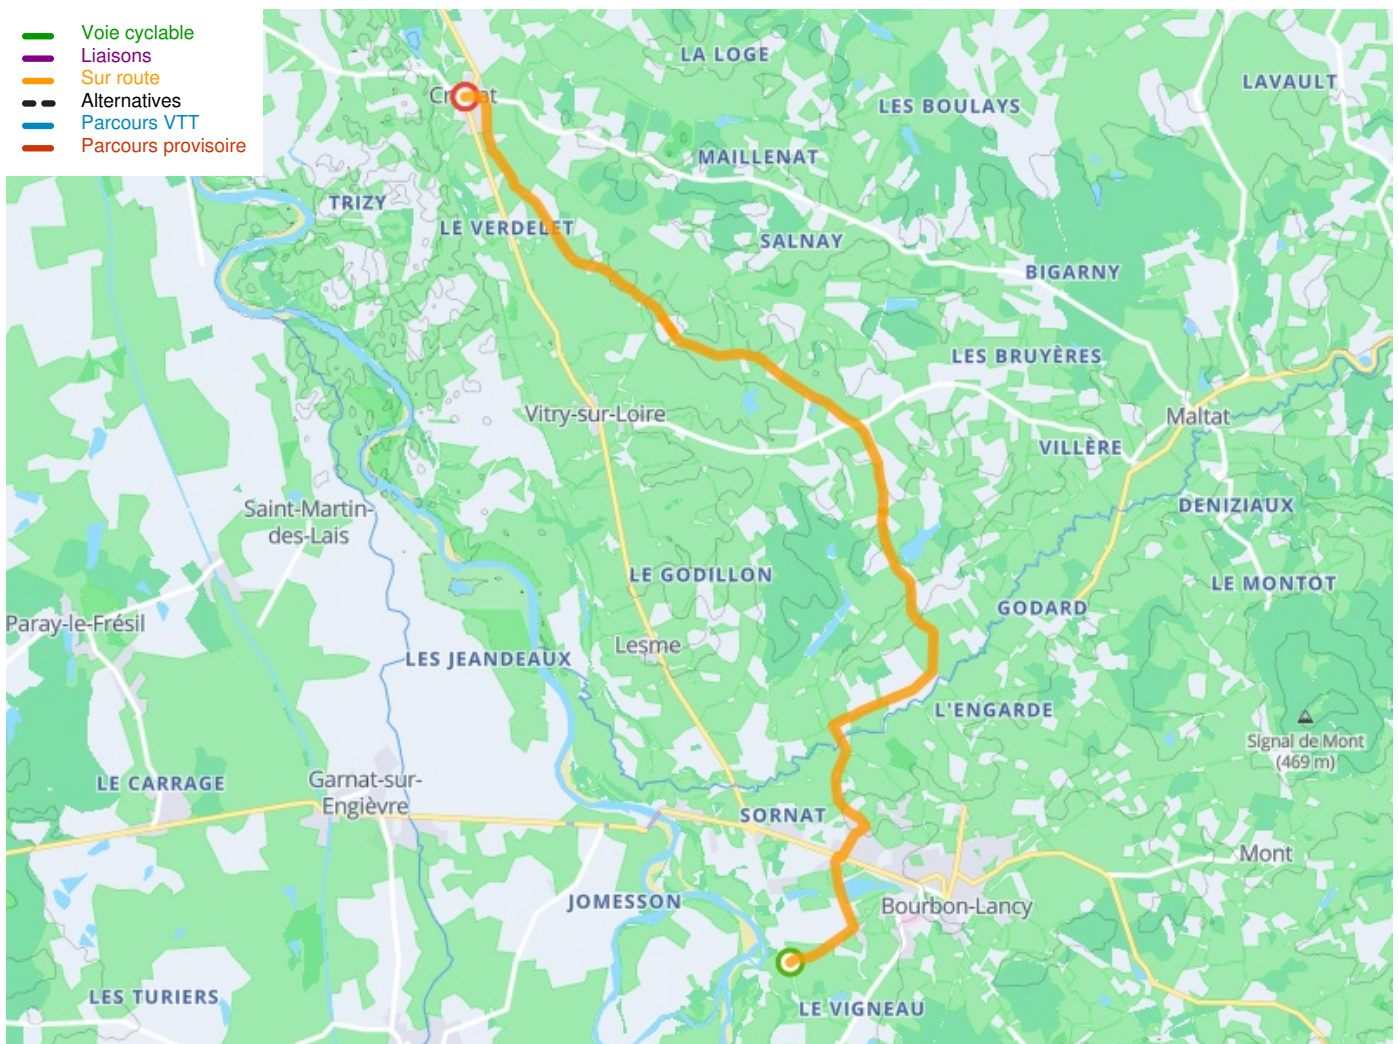 Voie cyclable
Liaisons
Sur route
Alternatives
Parcours VTT
Parcours provisoire
LA LOGE
LAVAULT
LES BOULAYS
MAILLENAT
TRIZY
LE VERDELET
SALNAY
BIGARNY
LES BRUYÈRES
Vitry-sur-Loire
Maltat
VILLÈRE
Saint-Martin-
des-Lais
DENIZIAUX
LE GODILLON
LE MONTOT
GODARD
Paray-le-Frésil
Lesme
LES JEANDEAUX
L'ENGARDE
Signal de Mont
(469 m)
LE CARRAGE
Garnat-sur-
Engièvre
SORNAT
Mont
JOMESSON
Bourbon-Lancy
LES TURIERS
LE VIGNEAU